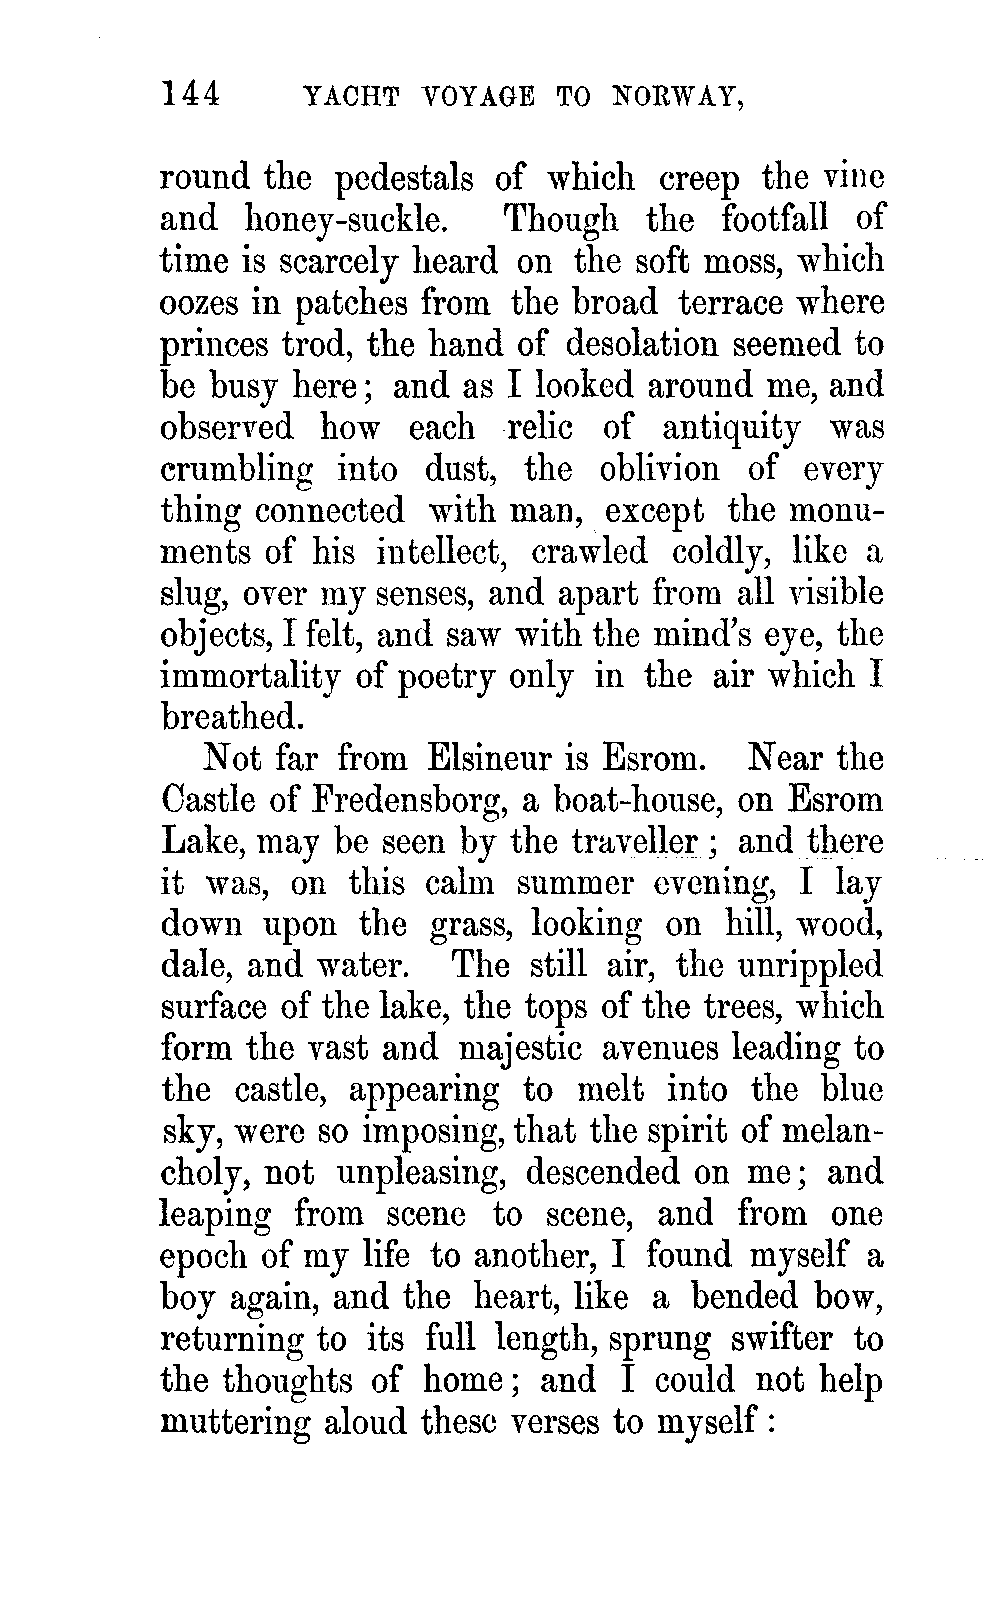 144 YACHT VOYAGE TO NORWAY,
round the pedestals of which creep the vine
and honey-suckle. Though the footfall of
time is scarcely heard on the soft moss, which
oozes in patches from the broad terrace where
princes trod, the hand of desolation seemed to
be busy here; and as I looked around me, and
observed how each relic of antiquity was
crumbling into dust, the oblivion of every
thing connected with man, except the monu-
ments of his intellect, crawled coldly, like a
slug, over my senses, and apart from all visible
objects, I felt, and saw with the mind's eye, the
immortality of poetry only in the air which I
breathed.
Not far from Elsineur is Esrom. Near the
Castle of Fredensborg, a boat-house, on Esrom
Lake, may be seen by the traveller; and there
it was, on this calm summer evening, I lay
down upon the grass, looking on hill, wood,
dale, and water. The still air, the unrippled
surface of the lake, the tops of the trees, which
form the vast and majestic avenues leading to
the castle, appearing to melt into the blue
sky, were so imposing, that the spirit of melan-
choly, not unpleasing, descended on me; and
leaping from scene to scene, and from one
epoch of my life to another, I found myself a
boy again, and the heart, like a bended bow,
returning to its full length, sprung swifter to
the thoughts of home; and I could not help
muttering aloud these verses to myself: